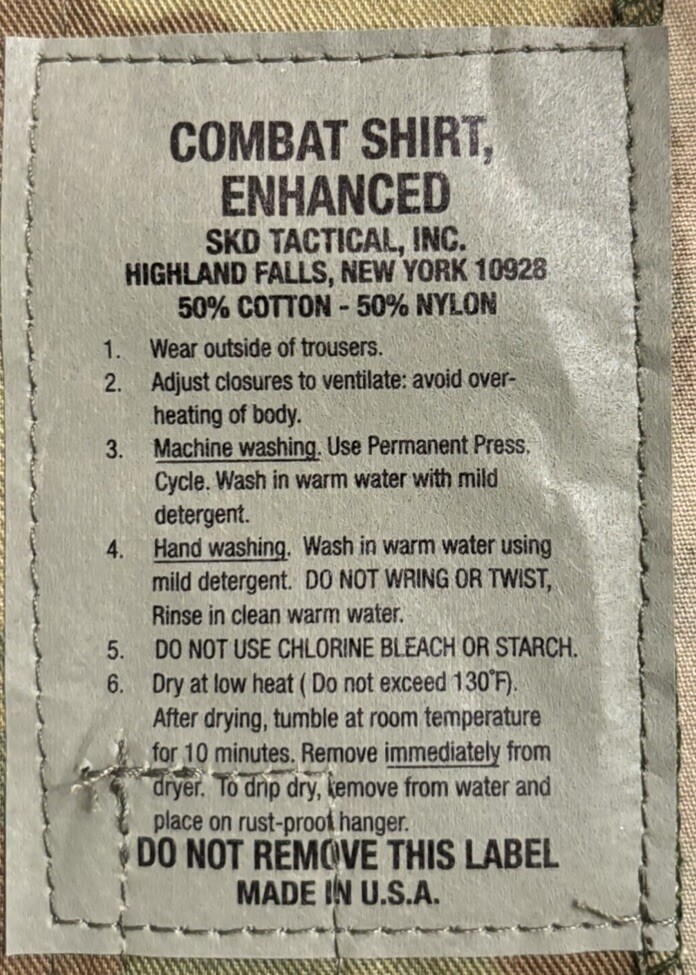 COMBAT SHIRT,
ENHANCED
SKD TACTICAL, INC.
HIGHLAND FALLS, NEW YORK 10928
50% COTTON - 50% NYLON
1. Wear outside of trousers.
2. Adjust closures to ventilate: avoid over-
heating of body.
3. Machine washing. Use Permanent Press.
Cycle. Wash in warm water with mild
detergent.
4. Hand washing. Wash in warm water using
mild detergent. DO NOT WRING OR TWIST,
Rinse in clean warm water.
5. DO NOT USE CHLORINE BLEACH OR STARCH.
6. Dry at low heat ( Do not exceed 130°F).
After drying, tumble at room temperature
for 10 minutes. Remove immediately from
dryer. To drip dry, remove from water and
place on rust-proof hanger.
DO NOT REMOVE THIS LABEL
MADE IN U.S.A.